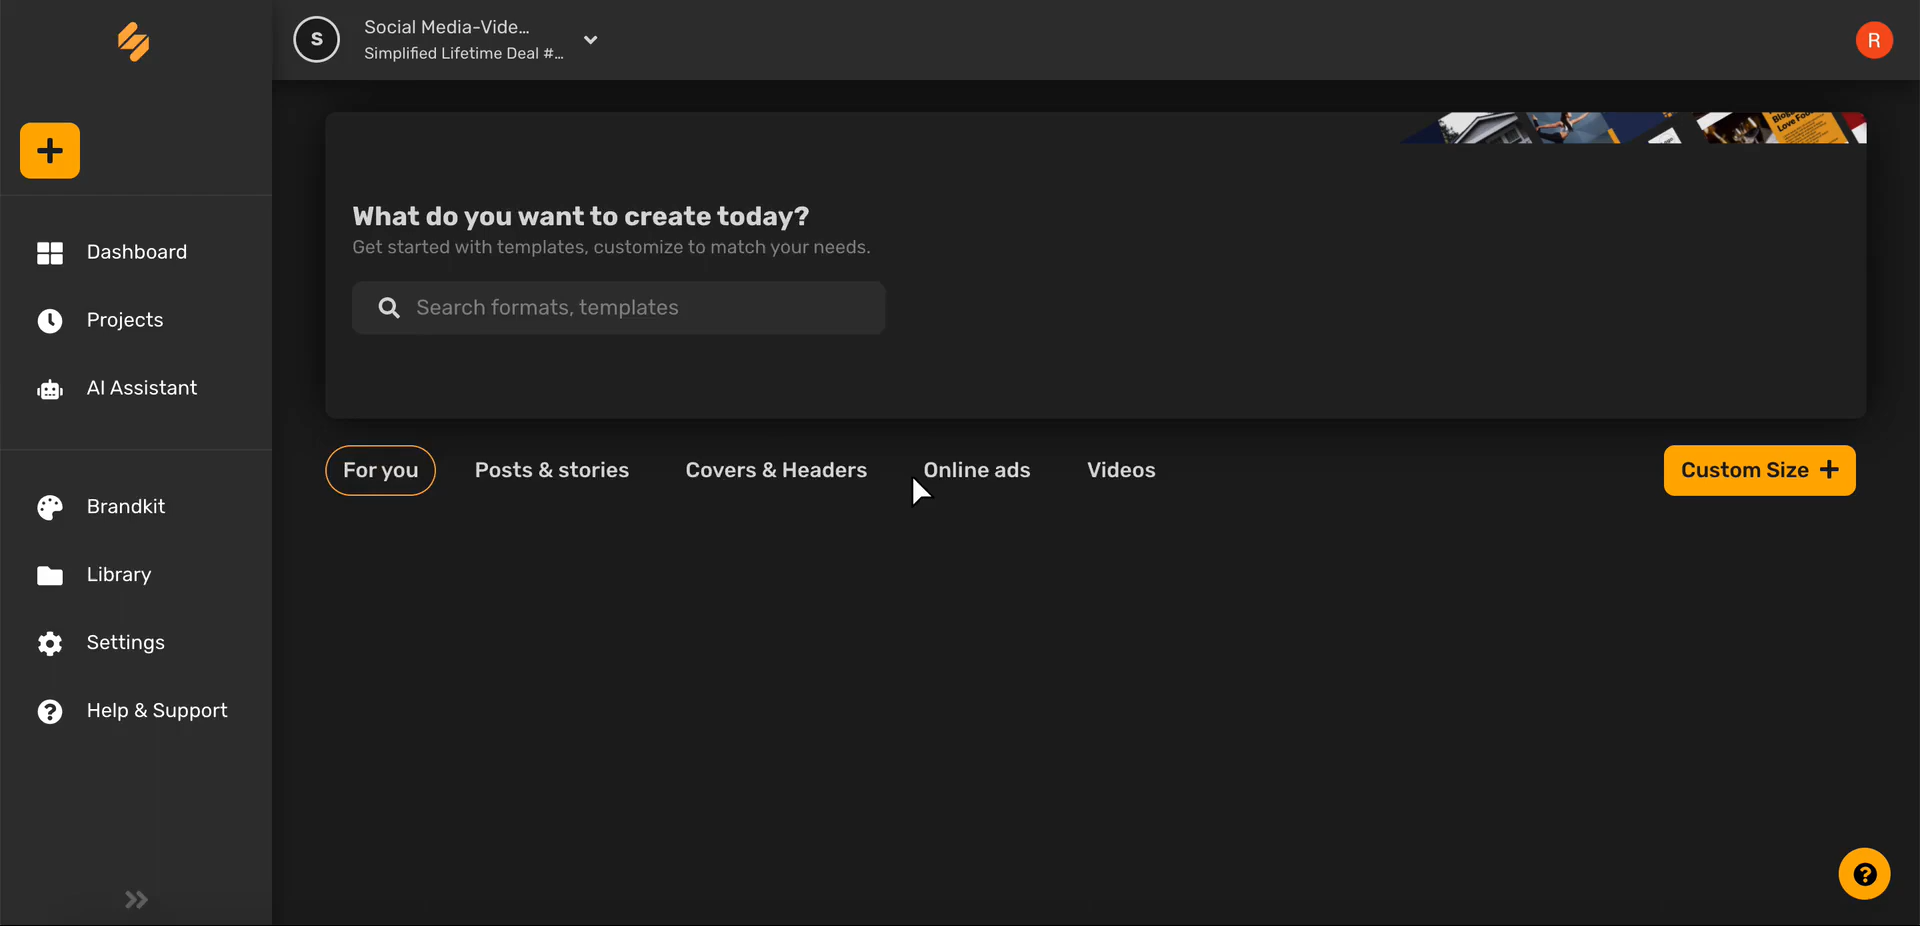 S
Social Media-Vide...
Simplified Lifetime Deal #...
R
Dashboard
Projects
AI Assistant
Brandkit
Library
Settings
Help & Support
Love Foo
What do you want to create today?
Get started with templates, customize to match your needs.
Search formats, templates
For you
Posts & stories
Covers & Headers
Online ads
Videos
Custom Size +